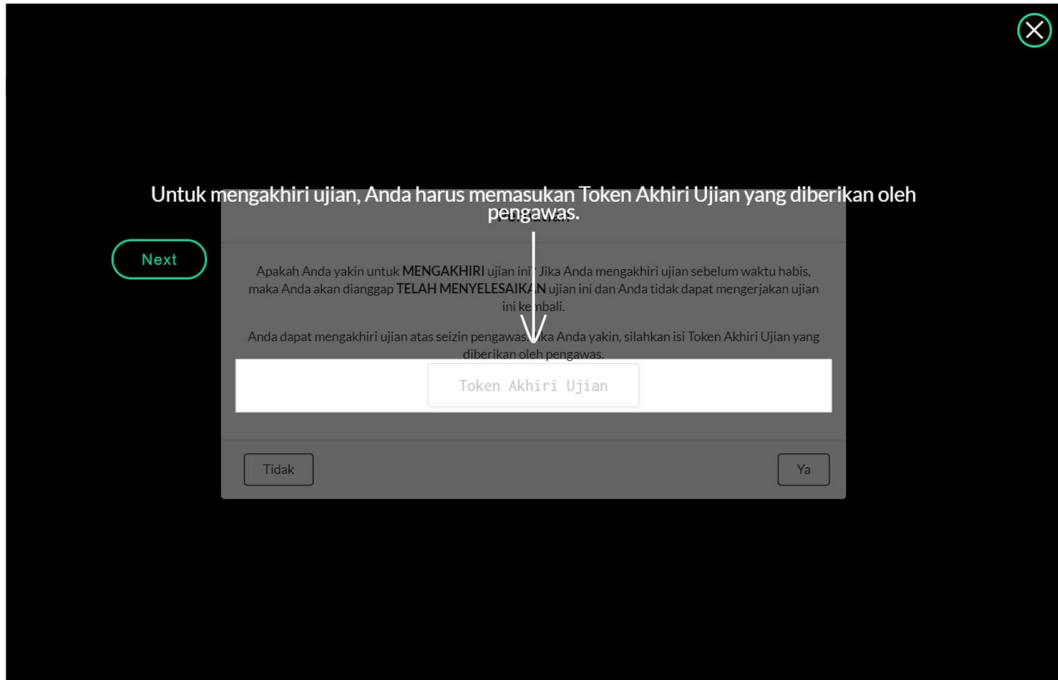 Untuk mengakhiri ujian, Anda harus memasukan Token Akhiri Ujian yang diberikan oleh
pengawas.
Next
Apakah Anda yakin untuk MENGAKHIRI ujian ini? Jika Anda mengakhiri ujian sebelum waktu habis,
maka Anda akan dianggap TELAH MENYELESAIKAN ujian ini dan Anda tidak dapat mengerjakan ujian
ini kembali.
Anda dapat mengakhiri ujian atas seizin pengawas. Jika Anda yakin, silahkan isi Token Akhiri Ujian yang
diberikan oleh pengawas.
Token Akhiri Ujian
Tidak
Ya